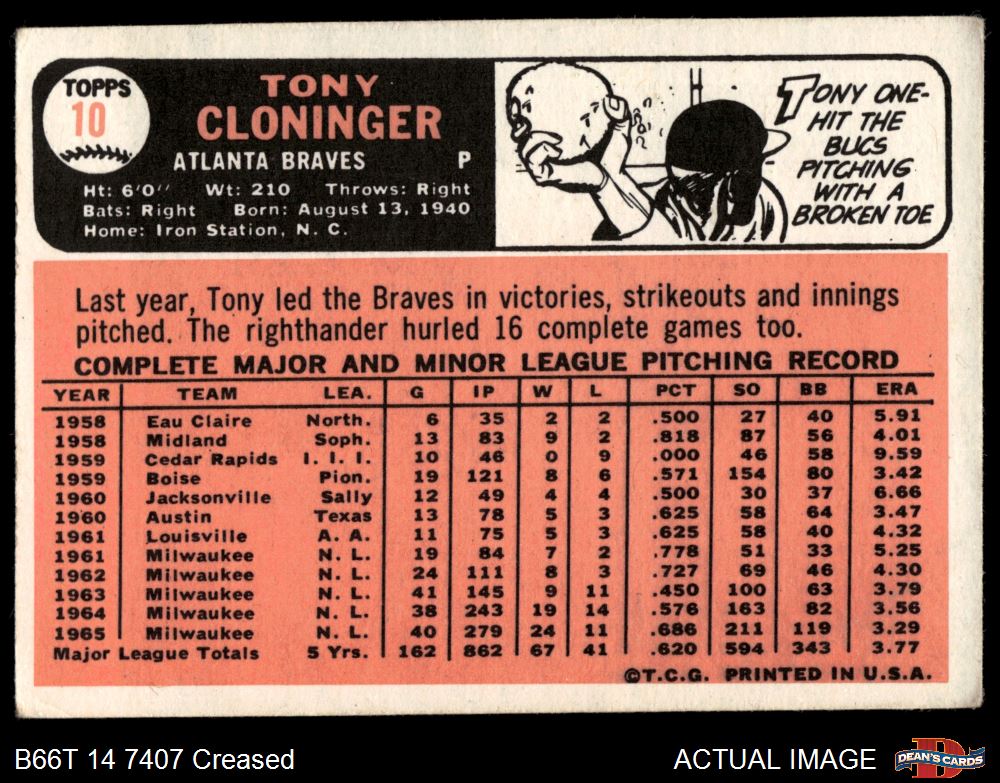 TOPPS
10
TONY
CLONINGER
ATLANTA BRAVES P
Ht: 6'0" Wt: 210 Throws: Right
Bats: Right Born: August 13, 1940
Home: Iron Station, N. C.
TONY ONE-
HIT THE
BUCS
PITCHING
WITH A
BROKEN TOE
Last year, Tony led the Braves in victories, strikeouts and innings
pitched. The righthander hurled 16 complete games too.
COMPLETE MAJOR AND MINOR LEAGUE PITCHING RECORD
YEAR TEAM LEA. G IP W L PCT SO BB ERA
1958 Eau Claire North. 6 35 2 2 .500 27 40 5.91
1958 Midland Soph. 13 83 9 2 .818 87 56 4.01
1959 Cedar Rapids I. I. I. 10 46 0 9 .000 46 58 9.59
1959 Boise Pion. 19 121 8 6 .571 154 80 3.42
1960 Jacksonville Sally 12 49 4 4 .500 30 37 6.66
1960 Austin Texas 13 78 5 3 .625 58 64 3.47
1961 Louisville A. A. 11 75 5 3 .625 58 40 4.32
1961 Milwaukee N. L. 19 84 7 2 .778 51 33 5.25
1962 Milwaukee N. L. 24 111 8 3 .727 69 46 4.30
1963 Milwaukee N. L. 41 145 9 11 .450 100 63 3.79
1964 Milwaukee N. L. 38 243 19 14 .576 163 82 3.56
1965 Milwaukee N. L. 40 279 24 11 .686 211 119 3.29
Major League Totals 5 Yrs. 162 862 67 41 .620 594 343 3.77
©T.C.G. PRINTED IN U.S.A.
B66T 14 7407 Creased
ACTUAL IMAGE
D
DEAN'S CARDS